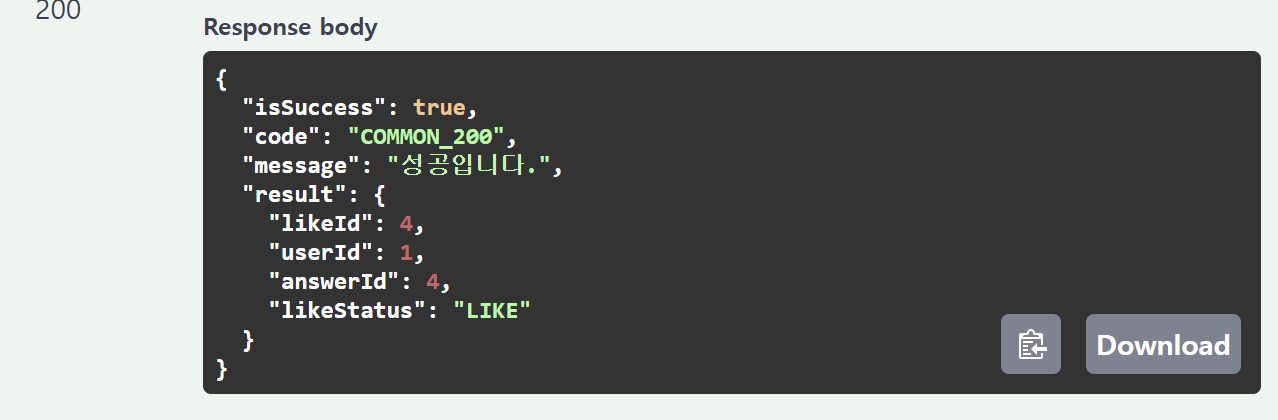 200
Response body
{
  "isSuccess": true,
  "code": "COMMON_200",
  "message": "성공입니다.",
  "result": {
    "likeId": 4,
    "userId": 1,
    "answerId": 4,
    "likeStatus": "LIKE"
  }
}
Download